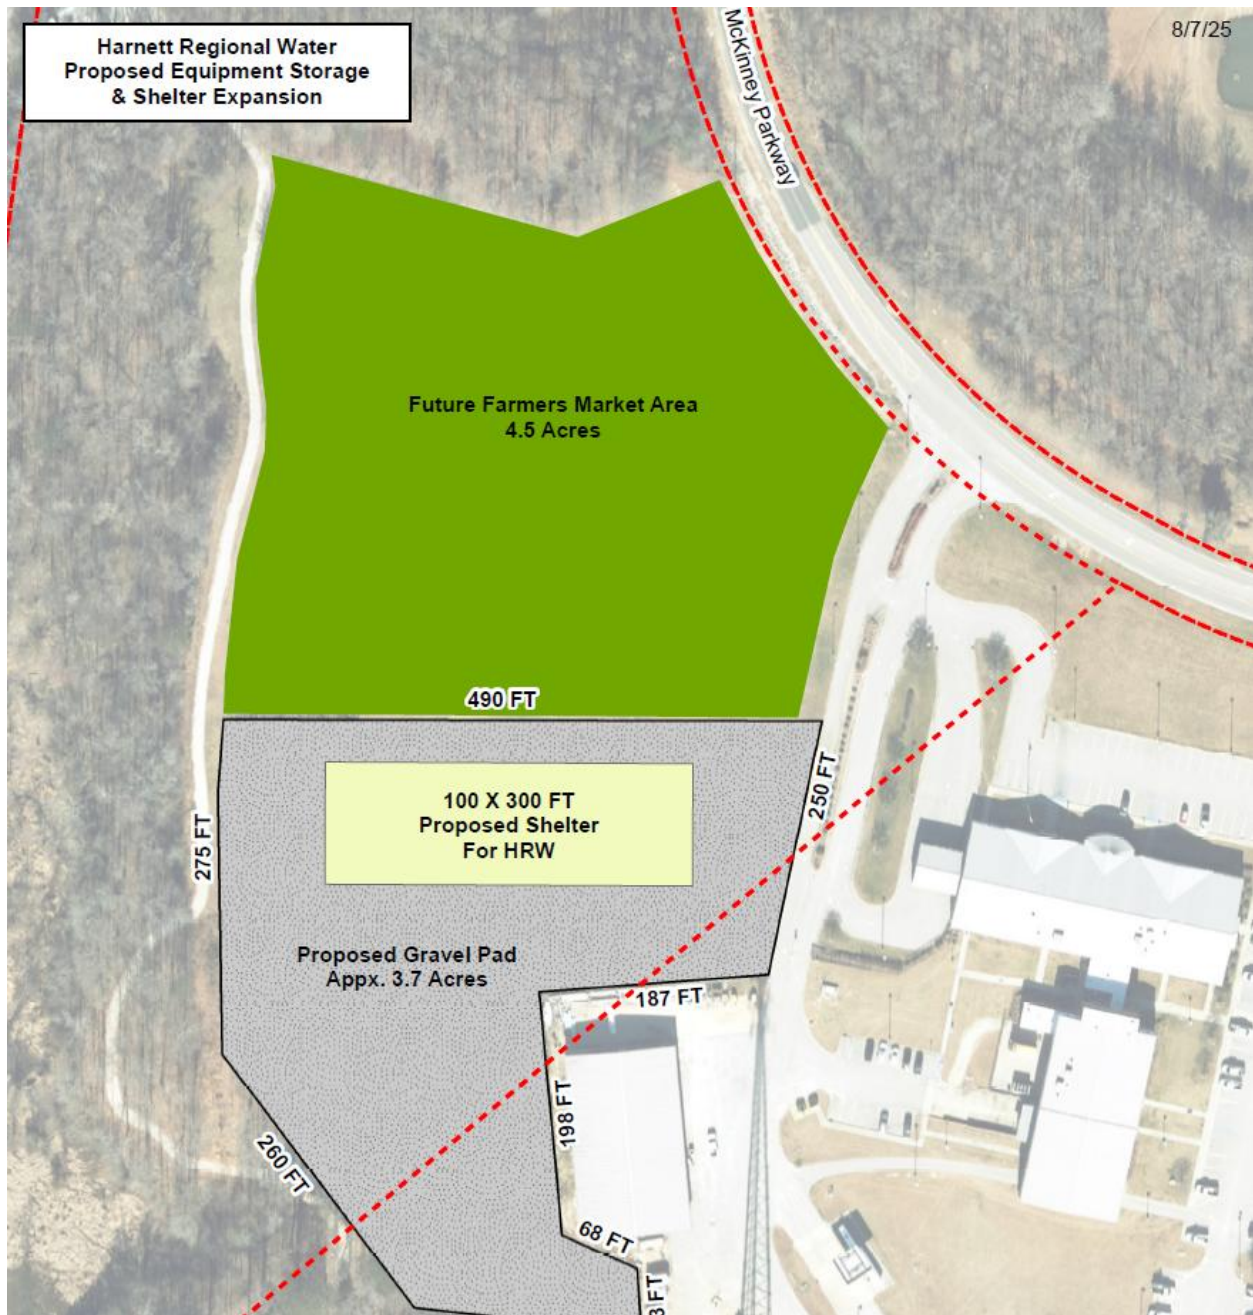 Harnett Regional Water
Proposed Equipment Storage
& Shelter Expansion
8/7/25
McKinney Parkway
Future Farmers Market Area
4.5 Acres
490 FT
250 FT
275 FT
100 X 300 FT
Proposed Shelter
For HRW
Proposed Gravel Pad
Appx. 3.7 Acres
187 FT
198 FT
260 FT
68 FT
3 FT